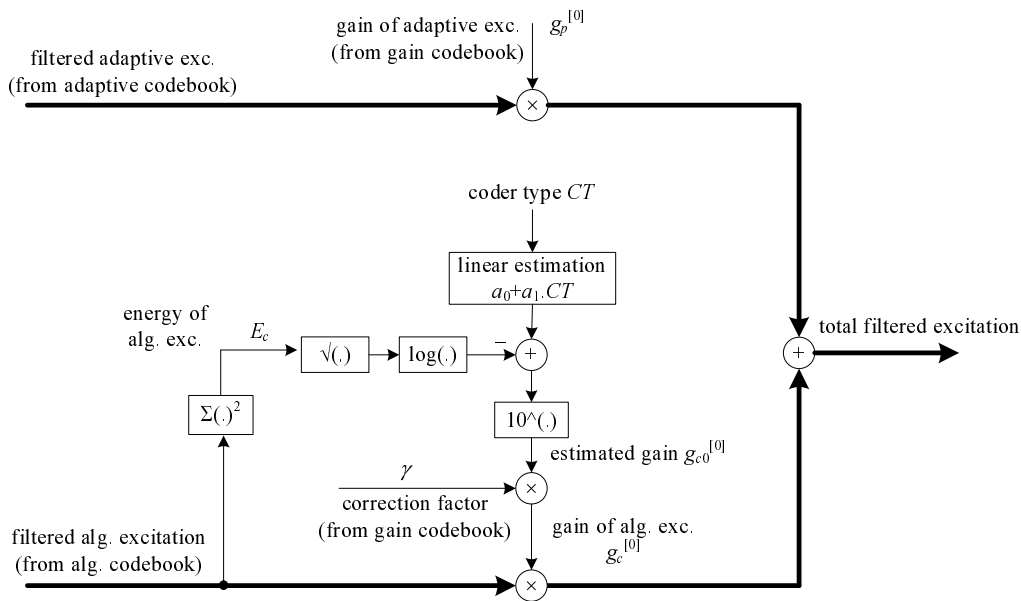 gain of adaptive exc.
(from gain codebook)
g_p^[0]
filtered adaptive exc.
(from adaptive codebook)
×
coder type CT
linear estimation
a_0+a_1.CT
energy of
alg. exc.
E_c
√(.)
log(.)
−
+
+
total filtered excitation
Σ(.)^2
10^(.)
estimated gain g_c0^[0]
γ
×
correction factor
(from gain codebook)
filtered alg. excitation
(from alg. codebook)
gain of alg. exc.
g_c^[0]
×